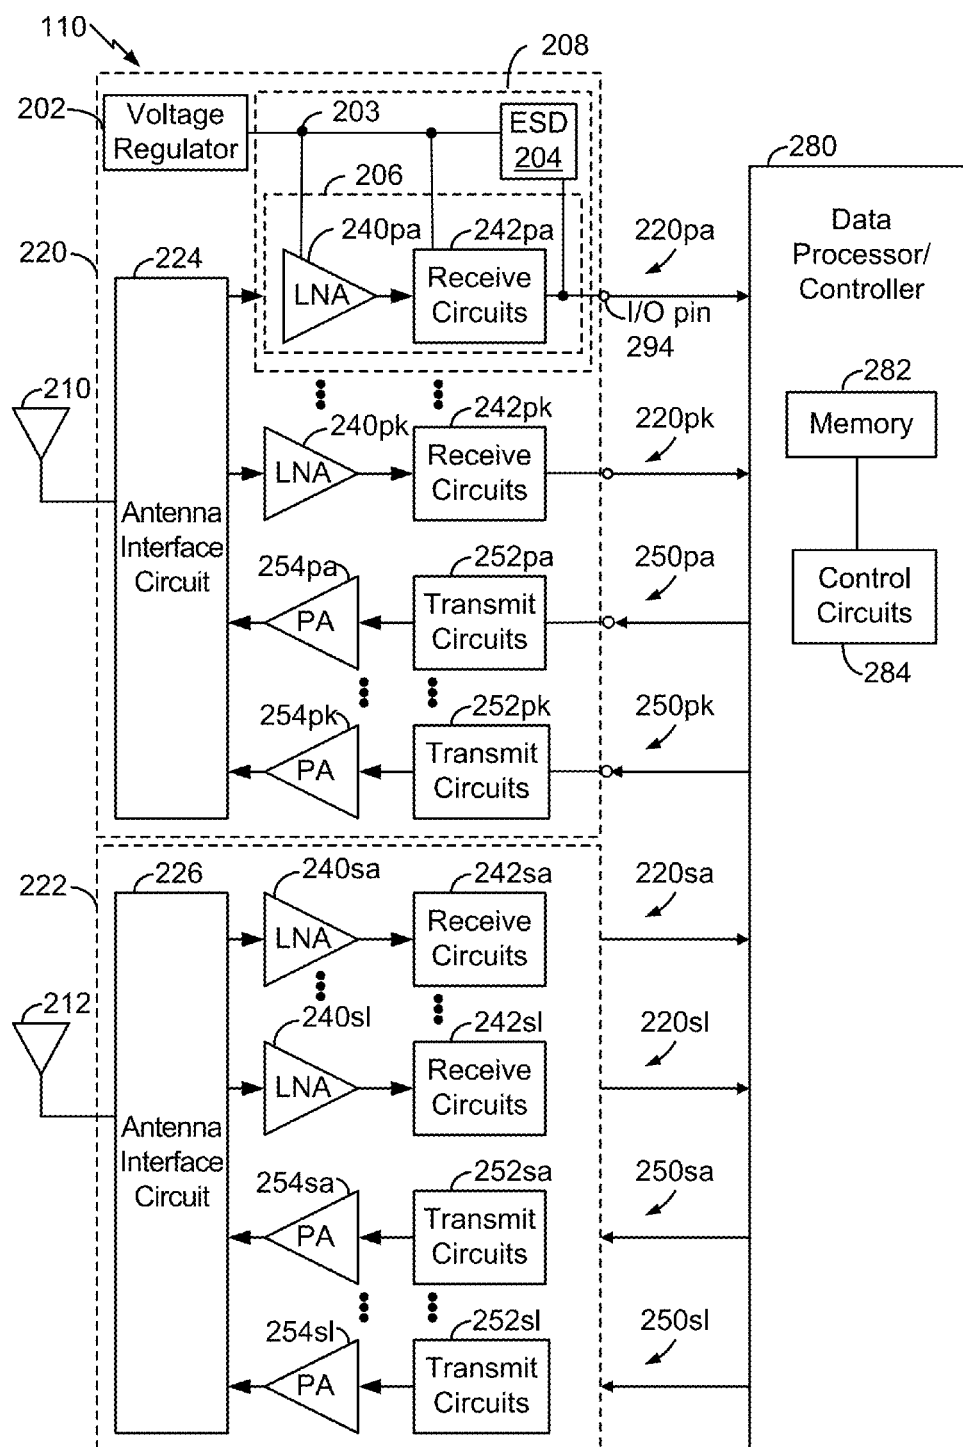 110
208
202
Voltage
Regulator
203
ESD
204
280
206
240pa
242pa
220pa
Data
Processor/
Controller
220
224
LNA
Receive
Circuits
I/O pin
294
210
282
240pk
242pk
220pk
Memory
LNA
Receive
Circuits
Antenna
Interface
Circuit
254pa
252pa
250pa
PA
Transmit
Circuits
Control
Circuits
284
254pk
252pk
250pk
PA
Transmit
Circuits
222
226
240sa
242sa
220sa
LNA
Receive
Circuits
212
240sl
242sl
220sl
LNA
Receive
Circuits
Antenna
Interface
Circuit
254sa
252sa
250sa
PA
Transmit
Circuits
254sl
252sl
250sl
PA
Transmit
Circuits